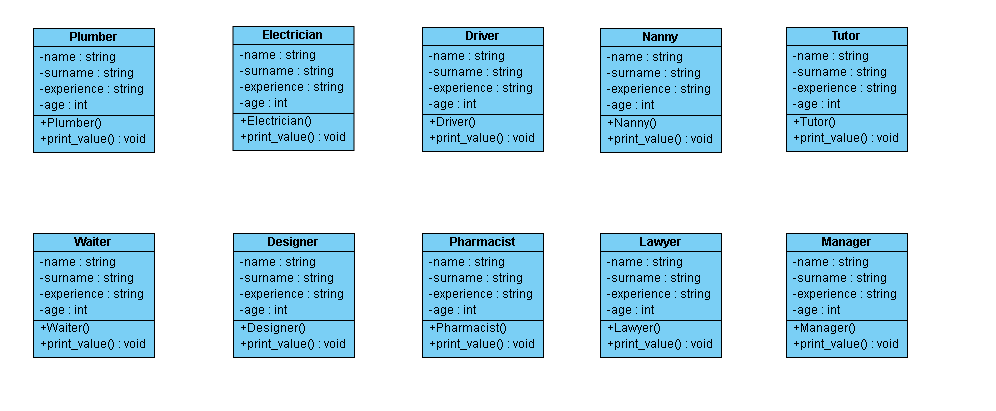 Plumber
-name : string
-surname : string
-experience : string
-age : int
+Plumber()
+print_value() : void
Electrician
-name : string
-surname : string
-experience : string
-age : int
+Electrician()
+print_value() : void
Driver
-name : string
-surname : string
-experience : string
-age : int
+Driver()
+print_value() : void
Nanny
-name : string
-surname : string
-experience : string
-age : int
+Nanny()
+print_value() : void
Tutor
-name : string
-surname : string
-experience : string
-age : int
+Tutor()
+print_value() : void
Waiter
-name : string
-surname : string
-experience : string
-age : int
+Waiter()
+print_value() : void
Designer
-name : string
-surname : string
-experience : string
-age : int
+Designer()
+print_value() : void
Pharmacist
-name : string
-surname : string
-experience : string
-age : int
+Pharmacist()
+print_value() : void
Lawyer
-name : string
-surname : string
-experience : string
-age : int
+Lawyer()
+print_value() : void
Manager
-name : string
-surname : string
-experience : string
-age : int
+Manager()
+print_value() : void